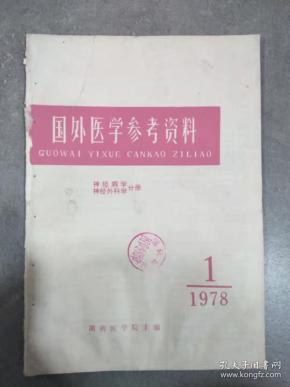 国外医学参考资料
GUOWAI YIXUE CANKAO ZILIAO
神经病学
神经外科学 分册
1
1978
湖南医学院主编
孔夫子旧书网